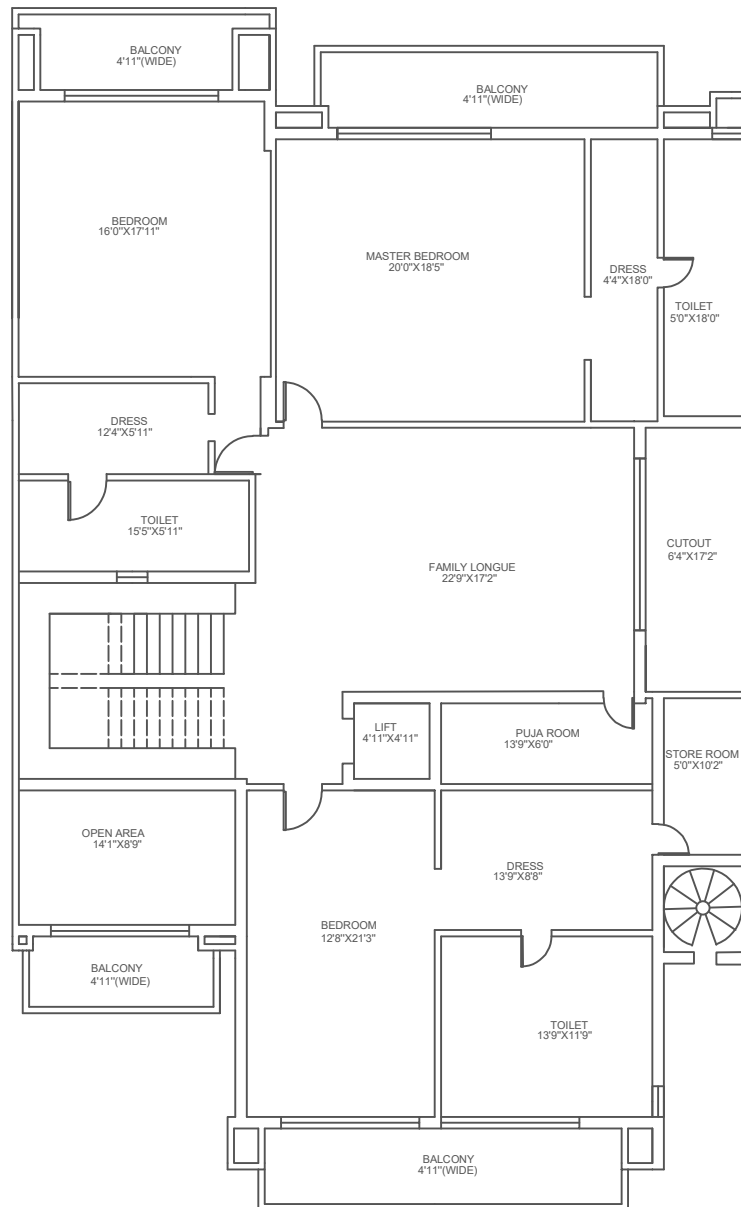 BALCONY
4'11"(WIDE)
BALCONY
4'11"(WIDE)
BEDROOM
16'0"X17'11"
MASTER BEDROOM
20'0"X18'5"
DRESS
4'4"X18'0"
TOILET
5'0"X18'0"
DRESS
12'4"X5'11"
TOILET
15'5"X5'11"
FAMILY LONGUE
22'9"X17'2"
CUTOUT
6'4"X17'2"
LIFT
4'11"X4'11"
PUJA ROOM
13'9"X6'0"
STORE ROOM
5'0"X10'2"
OPEN AREA
14'1"X8'9"
DRESS
13'9"X8'8"
BEDROOM
12'8"X21'3"
BALCONY
4'11"(WIDE)
TOILET
13'9"X11'9"
BALCONY
4'11"(WIDE)